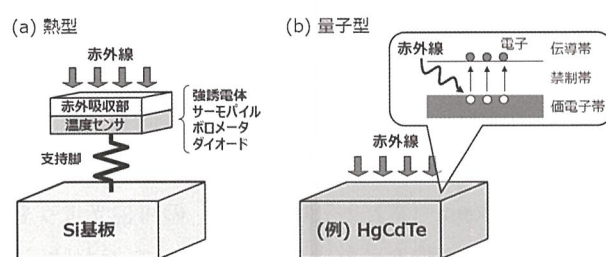 (a) 熱型
赤外線
赤外吸収部
温度センサ
強誘電体
サーモパイル
ボロメータ
ダイオード
支持脚
Si基板
(b) 量子型
赤外線
電子
伝導帯
禁制帯
価電子帯
赤外線
(例) HgCdTe